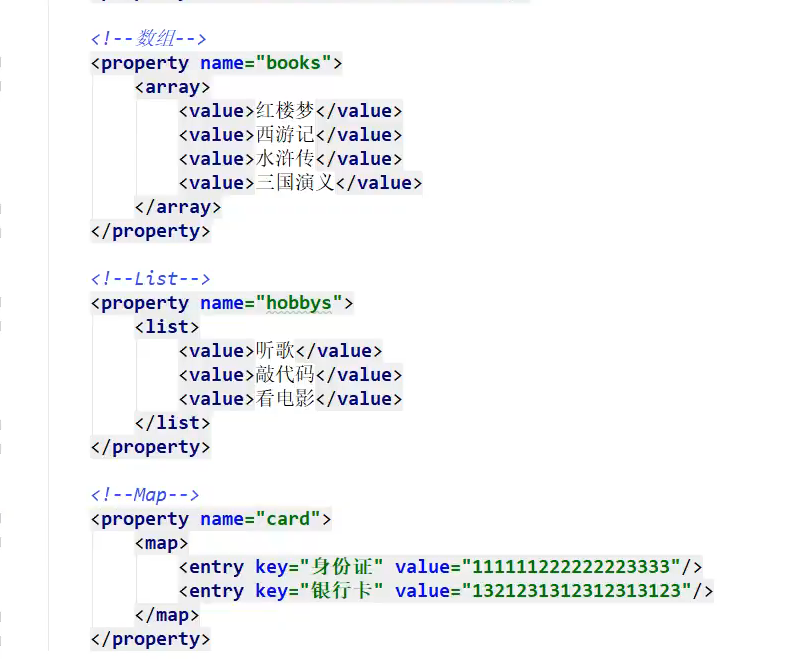 <!--数组-->
<property name="books">
<array>
<value>红楼梦</value>
<value>西游记</value>
<value>水浒传</value>
<value>三国演义</value>
</array>
</property>
<!--List-->
<property name="hobbys">
<list>
<value>听歌</value>
<value>敲代码</value>
<value>看电影</value>
</list>
</property>
<!--Map-->
<property name="card">
<map>
<entry key="身份证" value="111111222222223333"/>
<entry key="银行卡" value="1321231312312313123"/>
</map>
</property>